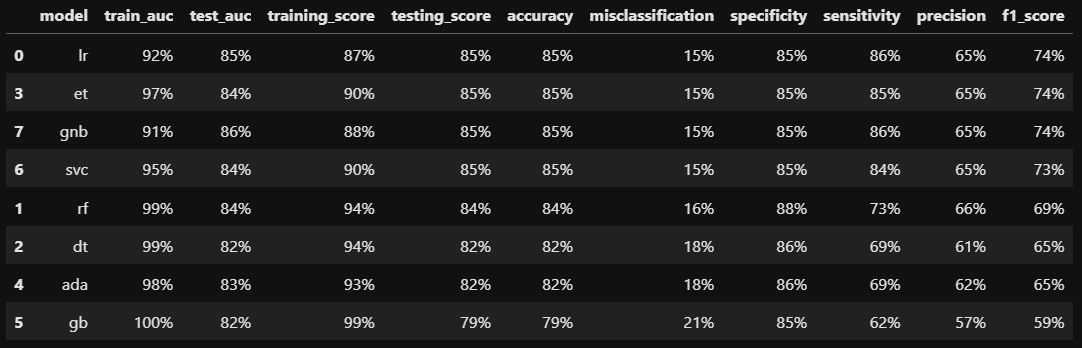 model train_auc test_auc training_score testing_score accuracy misclassification specificity sensitivity precision f1_score
0 lr 92% 85% 87% 85% 85% 15% 85% 86% 65% 74%
3 et 97% 84% 90% 85% 85% 15% 85% 85% 65% 74%
7 gnb 91% 86% 88% 85% 85% 15% 85% 86% 65% 74%
6 svc 95% 84% 90% 85% 85% 15% 85% 84% 65% 73%
1 rf 99% 84% 94% 84% 84% 16% 88% 73% 66% 69%
2 dt 99% 82% 94% 82% 82% 18% 86% 69% 61% 65%
4 ada 98% 83% 93% 82% 82% 18% 86% 69% 62% 65%
5 gb 100% 82% 99% 79% 79% 21% 85% 62% 57% 59%